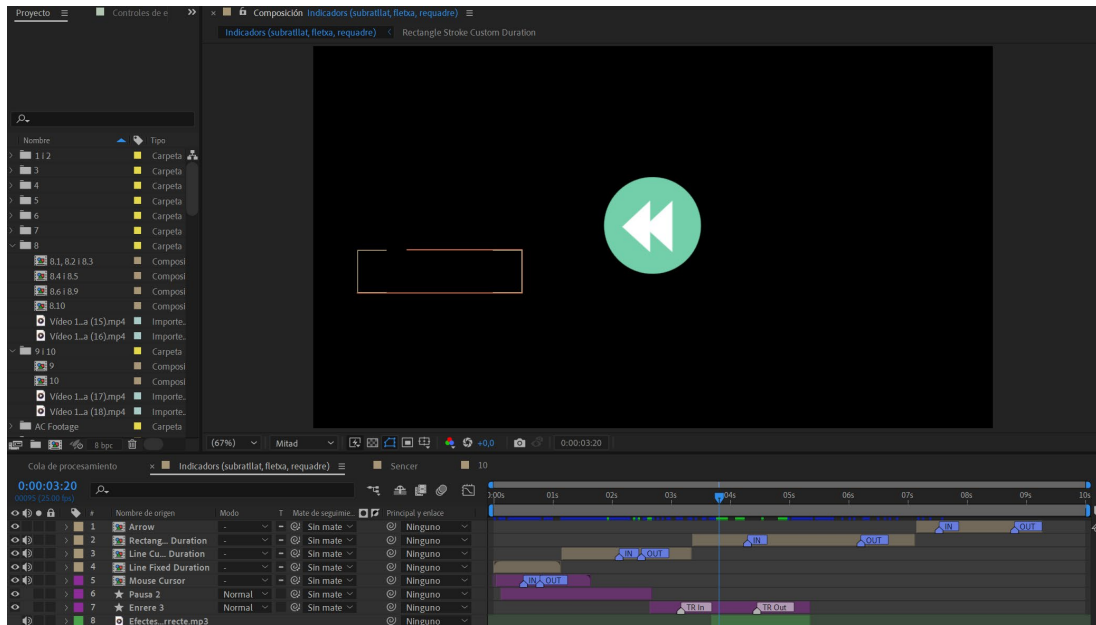 Proyecto
Controles de e
Composición Indicadors (subratllat, fletxa, requadre)
Indicadors (subratllat, fletxa, requadre)
Rectangle Stroke Custom Duration
Nombre
Tipo
1 i 2
Carpeta
3
Carpeta
4
Carpeta
5
Carpeta
6
Carpeta
7
Carpeta
8
Carpeta
8.1, 8.2 i 8.3
Composi
8.4 i 8.5
Composi
8.6 i 8.9
Composi
8.10
Composi
Vídeo 1...a (15).mp4
Importe..
Vídeo 1...a (16).mp4
Importe..
9 i 10
Carpeta
9
Composi
10
Composi
Vídeo 1...a (17).mp4
Importe..
Vídeo 1...a (18).mp4
Importe..
AC Footage
Carpeta
8 bpc
(67%)
Mitad
+0,0
0:00:03:20
Cola de procesamiento
Indicadors (subratllat, fletxa, requadre)
Sencer
10
0:00:03:20
00095 (25.00 fps)
01s 02s 03s 04s 05s 06s 07s 08s 09s 10s
# Nombre de origen Modo T Mate de seguimie... Principal y enlace
1 Arrow - Sin mate Ninguno IN OUT
2 Rectang... Duration - Sin mate Ninguno IN OUT
3 Line Cu... Duration - Sin mate Ninguno IN OUT
4 Line Fixed Duration - Sin mate Ninguno
5 Mouse Cursor - Sin mate Ninguno IN OUT
6 Pausa 2 Normal Sin mate Ninguno
7 Enrere 3 Normal Sin mate Ninguno TR In TR Out
8 Efectes...rrecte.mp3 Ninguno